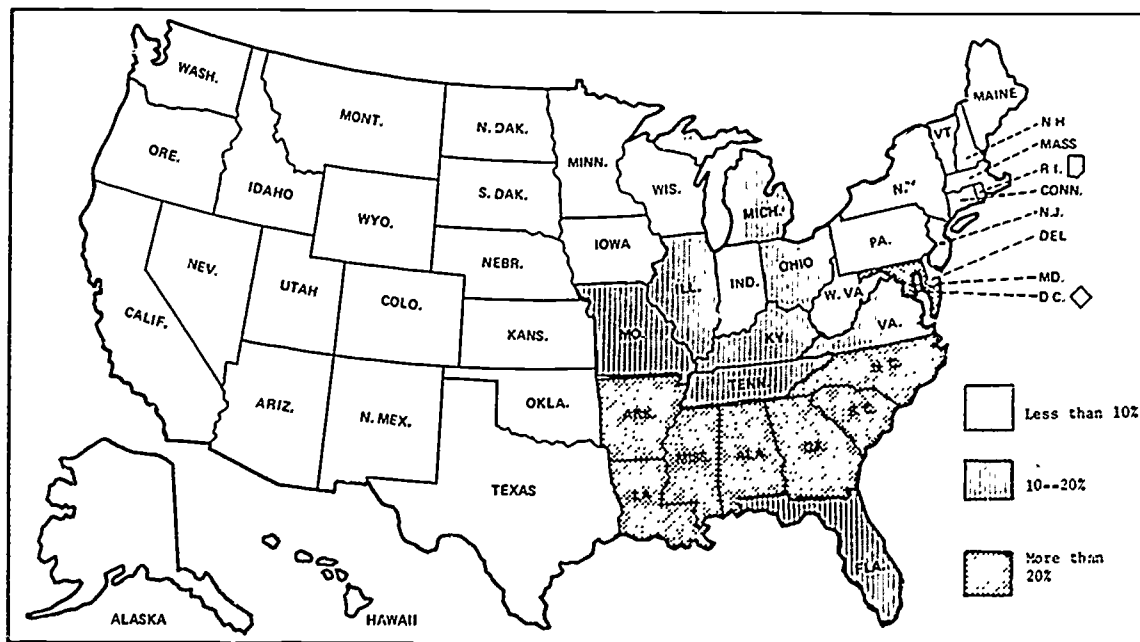 WASH.
MONT.
N. DAK.
MINN.
MAINE
VT
N H
MASS
R I.
CONN.
N.J.
DEL
MD.
D C.
ORE.
IDAHO
S. DAK.
WIS.
MICH.
N.Y
WYO.
IOWA
PA.
NEV.
NEBR.
OHIO
UTAH
COLO.
ILL.
IND.
W. VA
VA.
CALIF.
KANS.
MO.
KY.
ARIZ.
N. MEX.
OKLA.
TENN.
N. C.
ARK.
S.C.
MISS.
ALA.
GA.
TEXAS
LA.
FLA.
ALASKA
HAWAII
Less than 10%
10--20%
More than
20%